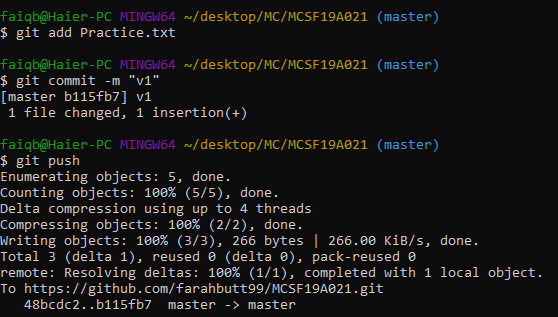 faiqb@Haier-PC MINGW64 ~/desktop/MC/MCSF19A021 (master)
$ git add Practice.txt
faiqb@Haier-PC MINGW64 ~/desktop/MC/MCSF19A021 (master)
$ git commit -m "v1"
[master b115fb7] v1
 1 file changed, 1 insertion(+)
faiqb@Haier-PC MINGW64 ~/desktop/MC/MCSF19A021 (master)
$ git push
Enumerating objects: 5, done.
Counting objects: 100% (5/5), done.
Delta compression using up to 4 threads
Compressing objects: 100% (2/2), done.
Writing objects: 100% (3/3), 266 bytes | 266.00 KiB/s, done.
Total 3 (delta 1), reused 0 (delta 0), pack-reused 0
remote: Resolving deltas: 100% (1/1), completed with 1 local object.
To https://github.com/farahbutt99/MCSF19A021.git
   48bcdc2..b115fb7  master -> master